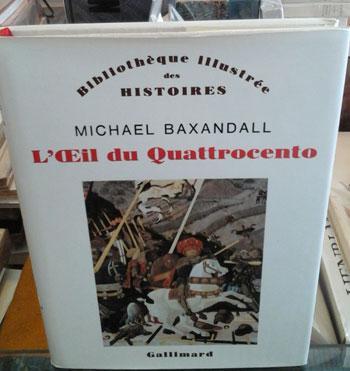 Bibliothèque illustrée
des
HISTOIRES
MICHAEL BAXANDALL
L'Œil du Quattrocento
Gallimard